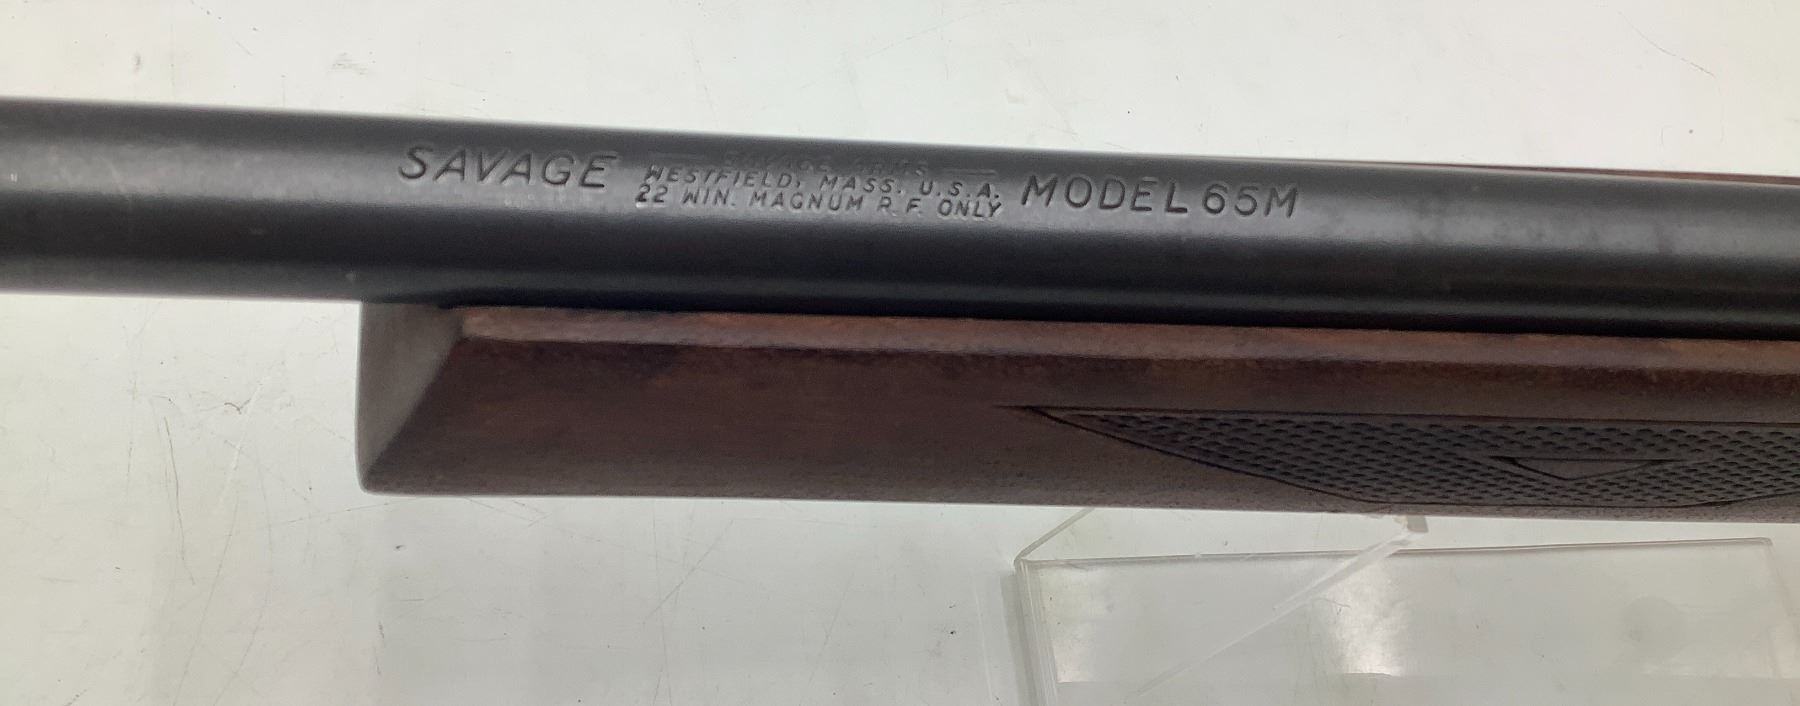 SAVAGE
SAVAGE ARMS
WESTFIELD, MASS. U.S.A.
22 WIN. MAGNUM R.F. ONLY
MODEL 65M